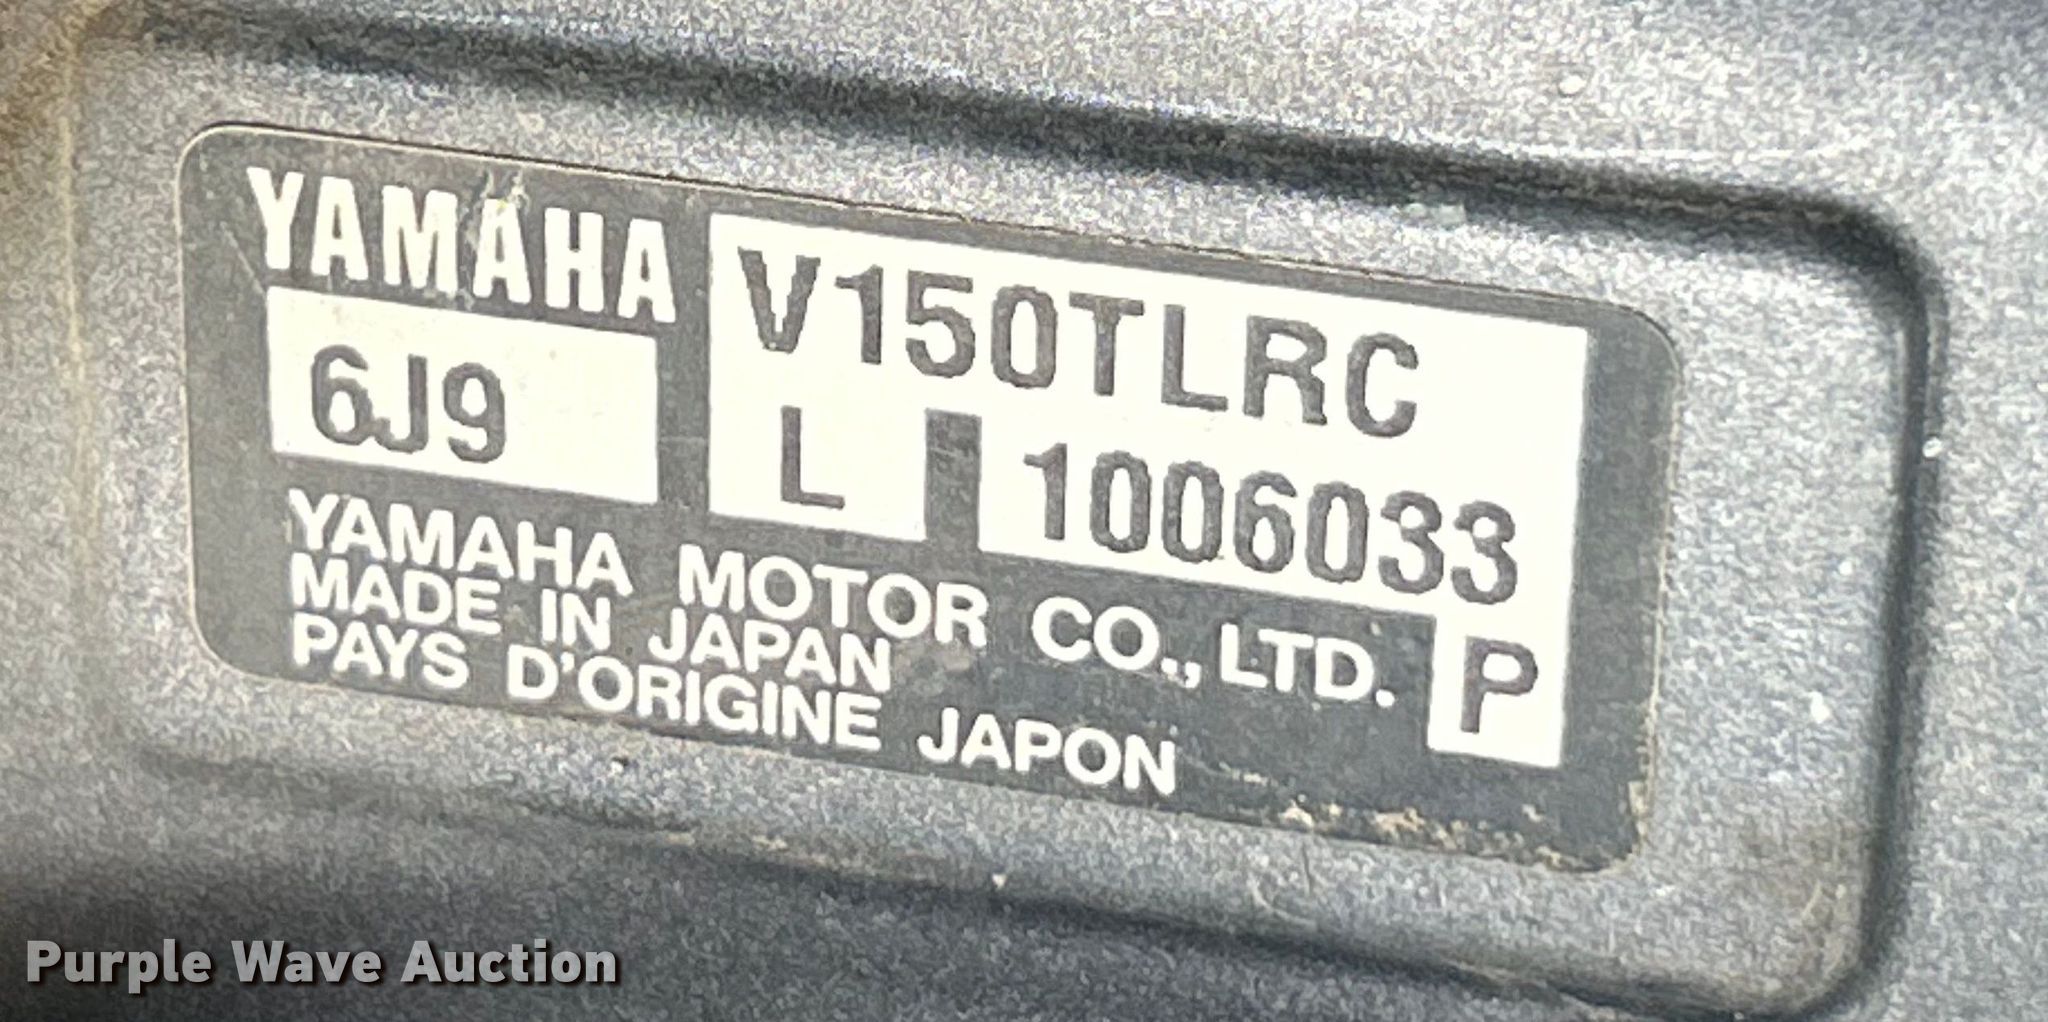 YAMAHA V150TLRC
6J9 L 1006033
YAMAHA MOTOR CO., LTD.
MADE IN JAPAN
PAYS D'ORIGINE JAPON
P
Purple Wave Auction